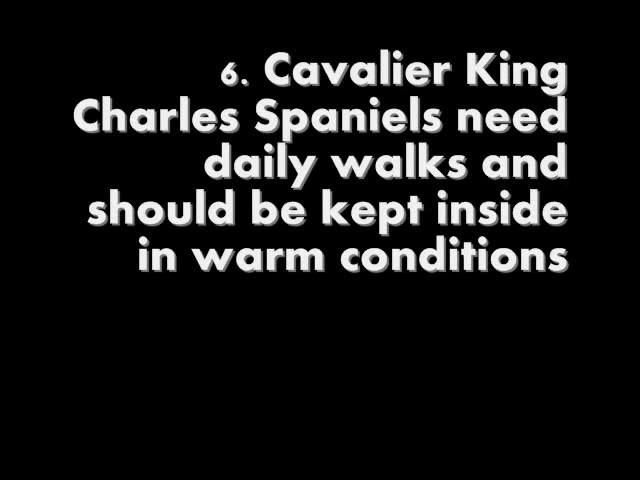 6. Cavalier King
Charles Spaniels need
daily walks and
should be kept inside
in warm conditions